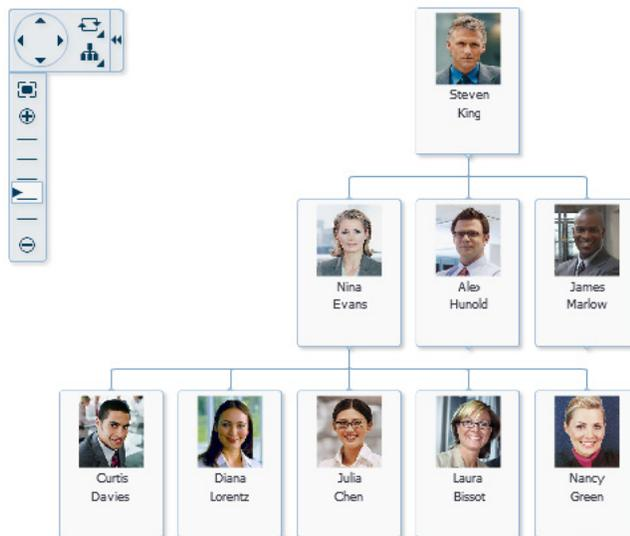 Steven
King
Nina
Evans
Alex
Hunold
James
Marlow
Curtis
Davies
Diana
Lorentz
Julia
Chen
Laura
Bissot
Nancy
Green